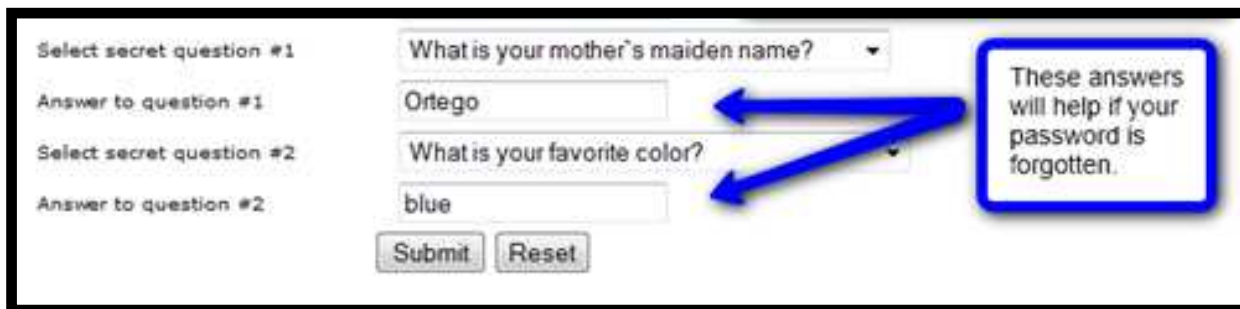 Select secret question #1
What is your mother`s maiden name?
Answer to question #1
Ortego
Select secret question #2
What is your favorite color?
Answer to question #2
blue
Submit
Reset
These answers
will help if your
password is
forgotten.